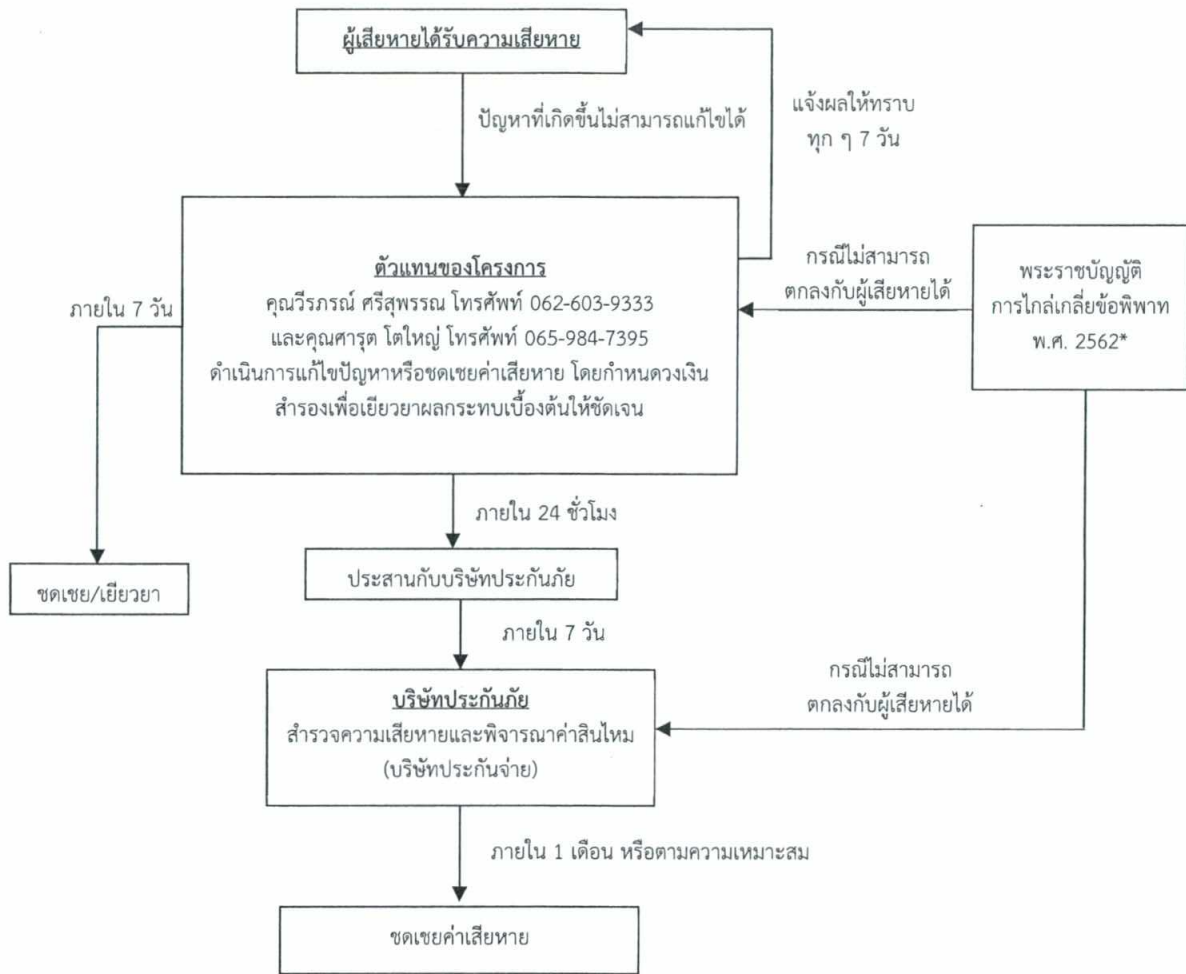 ผู้เสียหายได้รับความเสียหาย
ปัญหาที่เกิดขึ้นไม่สามารถแก้ไขได้
แจ้งผลให้ทราบ
ทุก ๆ 7 วัน
ตัวแทนของโครงการ
คุณวีรภรณ์ ศรีสุพรรณ โทรศัพท์ 062-603-9333
และคุณศารุต โตใหญ่ โทรศัพท์ 065-984-7395
ดำเนินการแก้ไขปัญหาหรือชดเชยค่าเสียหาย โดยกำหนดวงเงิน
สำรองเพื่อเยียวยาผลกระทบเบื้องต้นให้ชัดเจน
กรณีไม่สามารถ
ตกลงกับผู้เสียหายได้
พระราชบัญญัติ
การไกล่เกลี่ยข้อพิพาท
พ.ศ. 2562*
ภายใน 7 วัน
ชดเชย/เยียวยา
ภายใน 24 ชั่วโมง
ประสานกับบริษัทประกันภัย
ภายใน 7 วัน
บริษัทประกันภัย
สำรวจความเสียหายและพิจารณาค่าสินไหม
(บริษัทประกันจ่าย)
กรณีไม่สามารถ
ตกลงกับผู้เสียหายได้
ภายใน 1 เดือน หรือตามความเหมาะสม
ชดเชยค่าเสียหาย